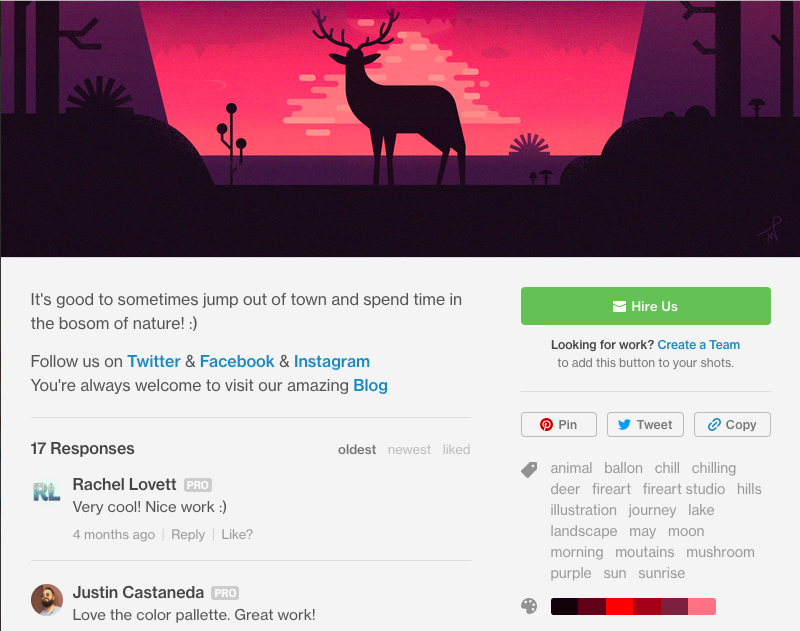 It's good to sometimes jump out of town and spend time in
the bosom of nature! :)
Follow us on Twitter & Facebook & Instagram
You're always welcome to visit our amazing Blog
17 Responses oldest newest liked
RL
Rachel Lovett PRO
Very cool! Nice work :)
4 months ago | Reply | Like?
Justin Castaneda PRO
Love the color pallette. Great work!
Hire Us
Looking for work? Create a Team
to add this button to your shots.
Pin Tweet Copy
animal ballon chill chilling
deer fireart fireart studio hills
illustration journey lake
landscape may moon
morning moutains mushroom
purple sun sunrise